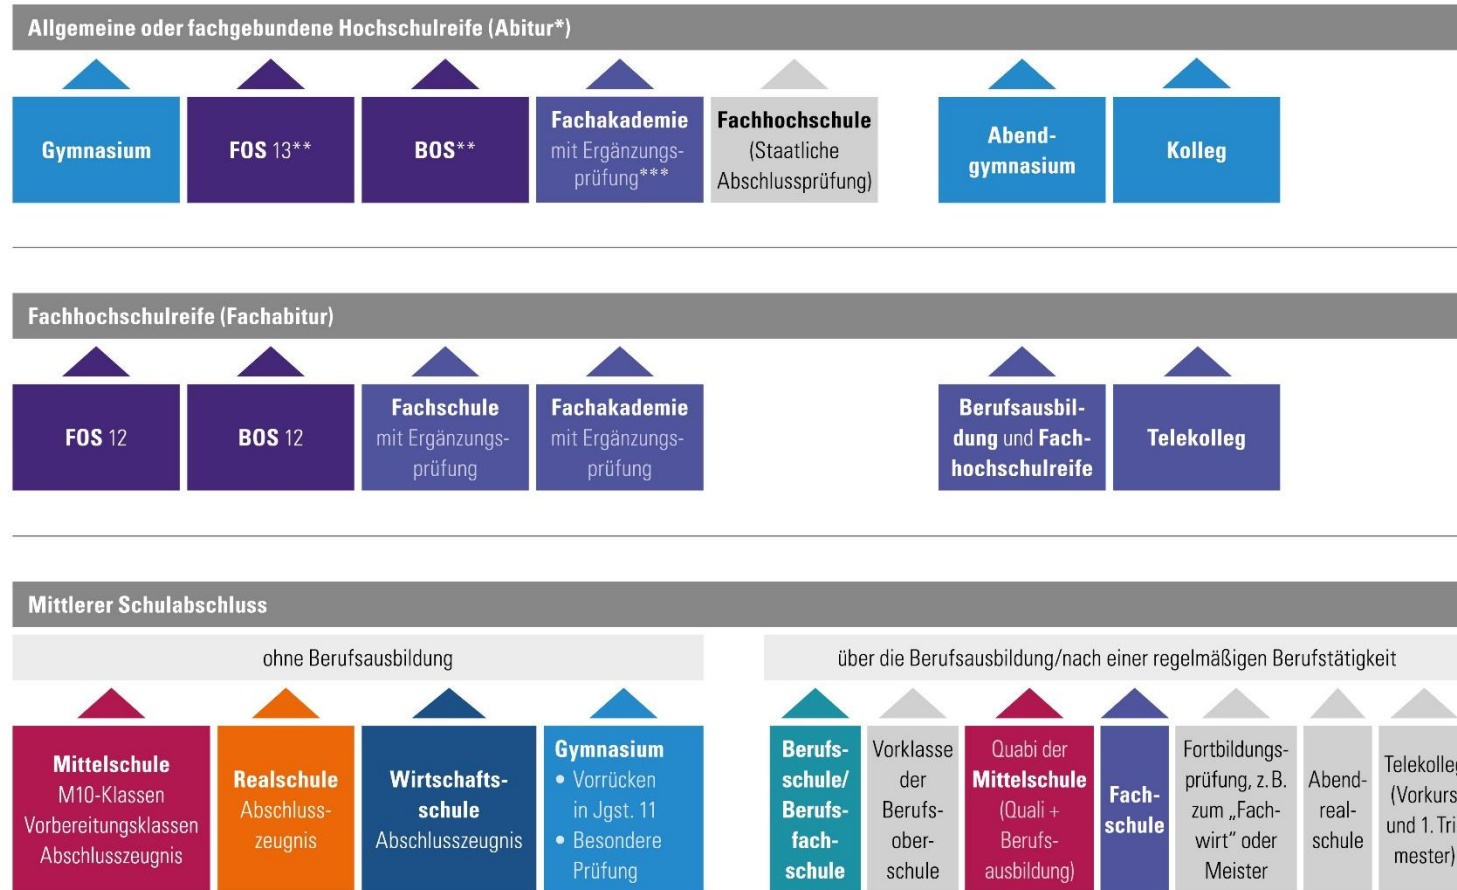 Allgemeine oder fachgebundene Hochschulreife (Abitur*)
Gymnasium
FOS 13**
BOS**
Fachakademie
mit Ergänzungs-
prüfung***
Fachhochschule
(Staatliche
Abschlussprüfung)
Abend-
gymnasium
Kolleg
Fachhochschulreife (Fachabitur)
FOS 12
BOS 12
Fachschule
mit Ergänzungs-
prüfung
Fachakademie
mit Ergänzungs-
prüfung
Berufsausbil-
dung und Fach-
hochschulreife
Telekolleg
Mittlerer Schulabschluss
ohne Berufsausbildung
über die Berufsausbildung/nach einer regelmäßigen Berufstätigkeit
Mittelschule
M10-Klassen
Vorbereitungsklassen
Abschlusszeugnis
Realschule
Abschluss-
zeugnis
Wirtschafts-
schule
Abschlusszeugnis
Gymnasium
• Vorrücken
in Jgst. 11
• Besondere
Prüfung
Berufs-
schule/
Berufs-
fach-
schule
Vorklasse
der
Berufs-
ober-
schule
Quabi der
Mittelschule
(Quali +
Berufs-
ausbildung)
Fach-
schule
Fortbildungs-
prüfung, z. B.
zum „Fach-
wirt“ oder
Meister
Abend-
real-
schule
Telekolleg
(Vorkurs
und 1. Tri
mester)